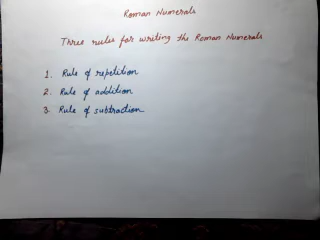 Roman Numerals
Three rules for writing the Roman Numerals
1. Rule of repetition
2. Rule of addition
3. Rule of subtraction